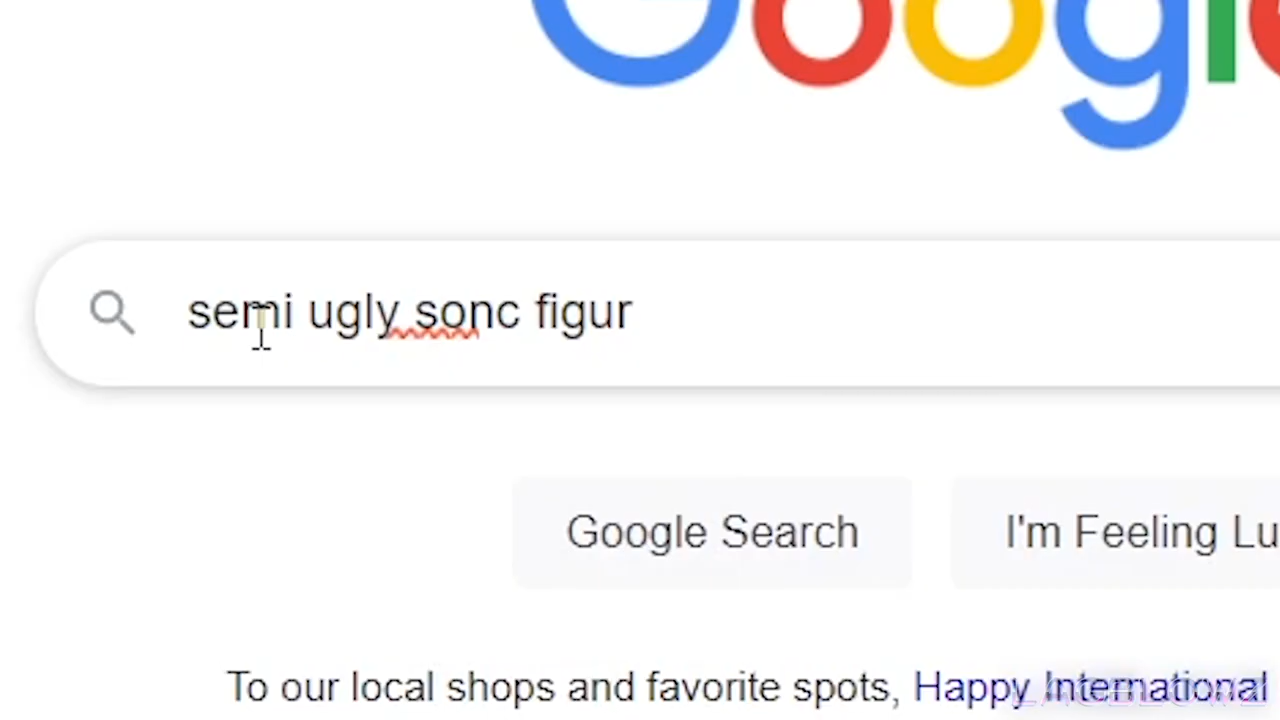 Google
semi ugly sonc figur
Google Search
I'm Feeling Lu
To our local shops and favorite spots, Happy International